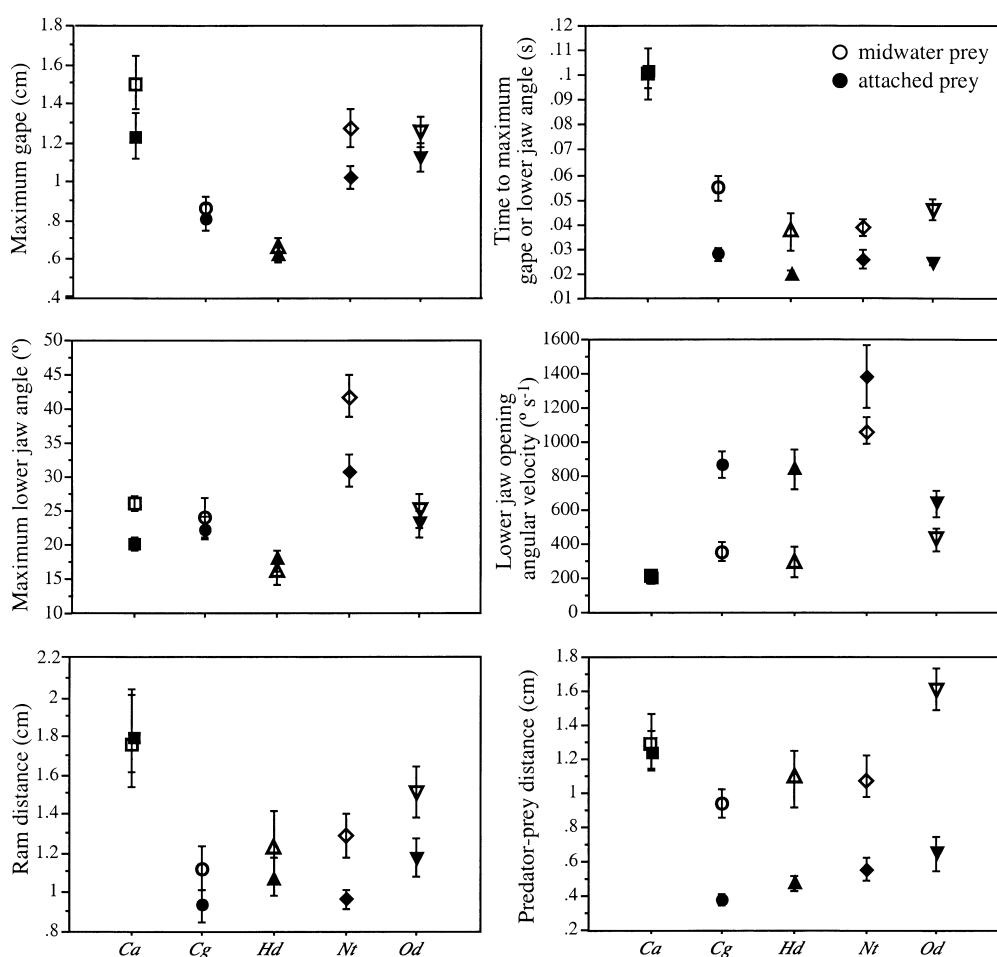 Maximum gape (cm)
1.8
1.6
1.4
1.2
1
.8
.6
.4
Time to maximum
gape or lower jaw angle (s)
.12
.11
.1
.09
.08
.06
.05
.04
.03
.02
.01
midwater prey
attached prey
Maximum lower jaw angle (º)
50
45
40
35
30
25
20
15
10
Lower jaw opening
angular velocity (º s-1)
1600
1400
1200
1000
800
600
400
200
0
Ram distance (cm)
2.2
2
1.8
1.6
1.4
1.2
1
.8
Ca
Cg
Hd
Nt
Od
Predator-prey distance (cm)
1.8
1.6
1.4
1.2
1
.8
.6
.4
.2
Ca
Cg
Hd
Nt
Od